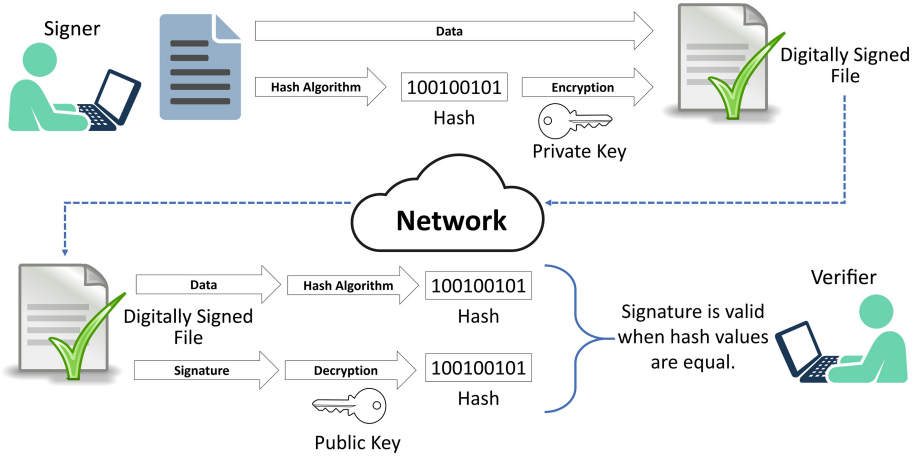 Signer
Data
Digitally Signed
File
Hash Algorithm
100100101
Encryption
Hash
Private Key
Network
Data
Hash Algorithm
100100101
Hash
Digitally Signed
File
Signature
Decryption
100100101
Hash
Public Key
Signature is valid
when hash values
are equal.
Verifier